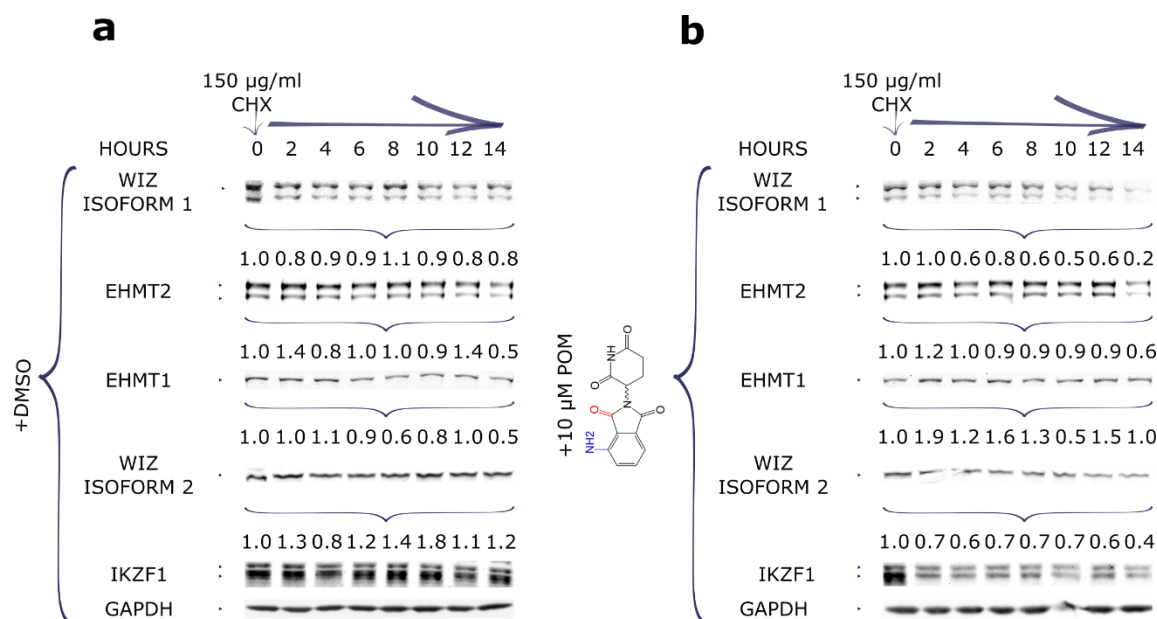 a
150 µg/ml
CHX
HOURS
0 2 4 6 8 10 12 14
WIZ
ISOFORM 1
1.0 0.8 0.9 0.9 1.1 0.9 0.8 0.8
EHMT2
1.0 1.4 0.8 1.0 1.0 0.9 1.4 0.5
EHMT1
1.0 1.0 1.1 0.9 0.6 0.8 1.0 0.5
WIZ
ISOFORM 2
1.0 1.3 0.8 1.2 1.4 1.8 1.1 1.2
IKZF1
GAPDH
+DMSO
b
150 µg/ml
CHX
HOURS
0 2 4 6 8 10 12 14
WIZ
ISOFORM 1
1.0 1.0 0.6 0.8 0.6 0.5 0.6 0.2
EHMT2
1.0 1.2 1.0 0.9 0.9 0.9 0.9 0.6
EHMT1
1.0 1.9 1.2 1.6 1.3 0.5 1.5 1.0
WIZ
ISOFORM 2
1.0 0.7 0.6 0.7 0.7 0.7 0.6 0.4
IKZF1
GAPDH
+10 µM POM
O
NH
O
O
N
O
NH2